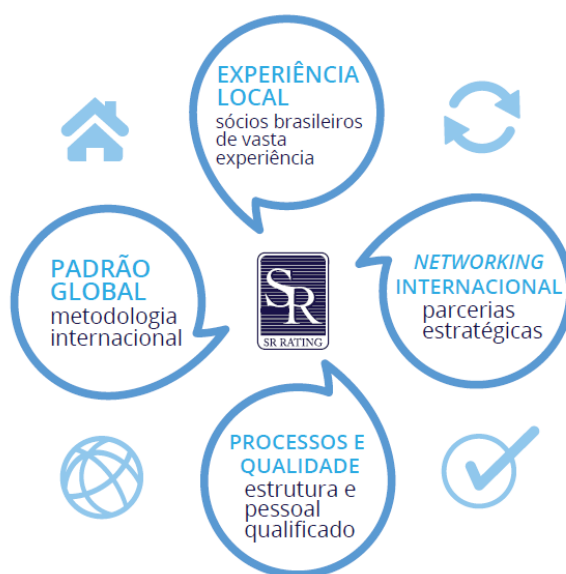 EXPERIÊNCIA
LOCAL
sócios brasileiros
de vasta
experiência
PADRÃO
GLOBAL
metodologia
internacional
SR
SR RATING
NETWORKING
INTERNACIONAL
parcerias
estratégicas
PROCESSOS E
QUALIDADE
estrutura e
pessoal
qualificado